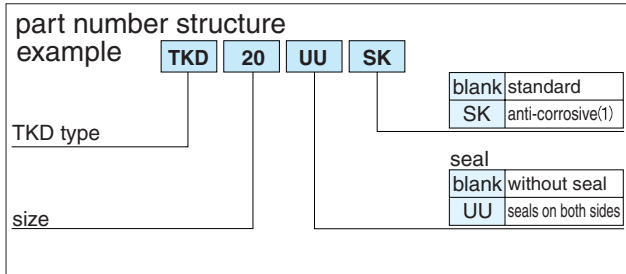 part number structure
example TKD 20 UU SK
blank standard
SK anti-corrosive(1)
TKD type
seal
blank without seal
UU seals on both sides
size